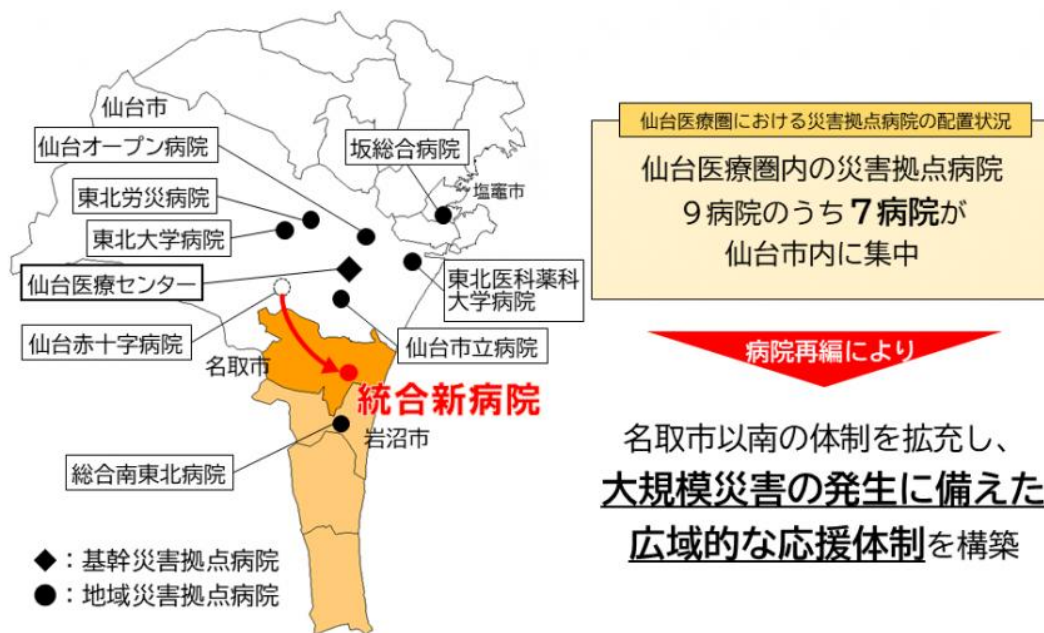 仙台市
仙台オープン病院
坂総合病院
塩竈市
東北労災病院
東北大学病院
仙台医療センター
東北医科薬科
大学病院
仙台赤十字病院
仙台市立病院
名取市
統合新病院
岩沼市
総合南東北病院
◆：基幹災害拠点病院
●：地域災害拠点病院
仙台医療圏における災害拠点病院の配置状況
仙台医療圏内の災害拠点病院
９病院のうち７病院が
仙台市内に集中
病院再編により
名取市以南の体制を拡充し、
大規模災害の発生に備えた
広域的な応援体制を構築